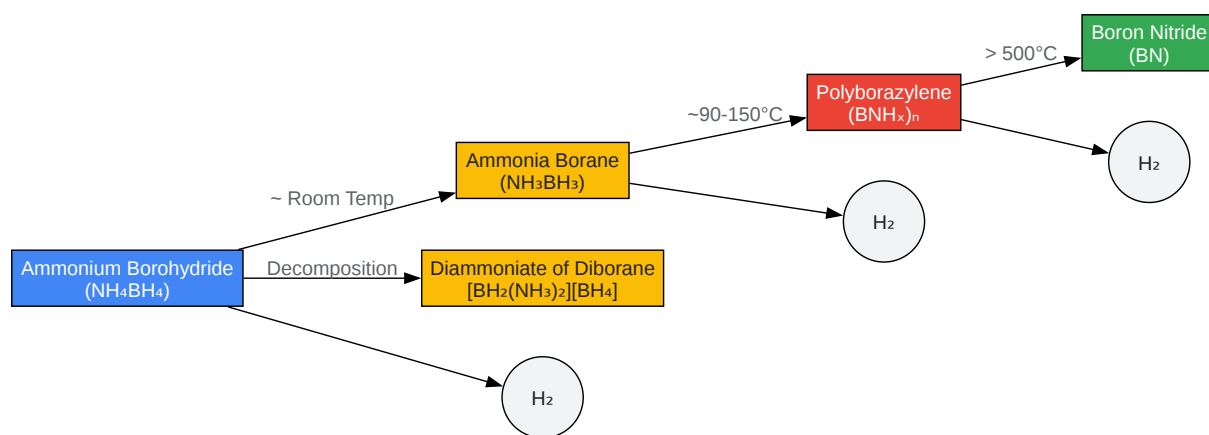 Boron Nitride
(BN)
> 500°C
Polyborazylene
(BNHₓ)ₙ
~90-150°C
H₂
Ammonia Borane
(NH₃BH₃)
~ Room Temp
H₂
Ammonium Borohydride
(NH₄BH₄)
Decomposition
Diammoniate of Diborane
[BH₂(NH₃)₂][BH₄]
H₂